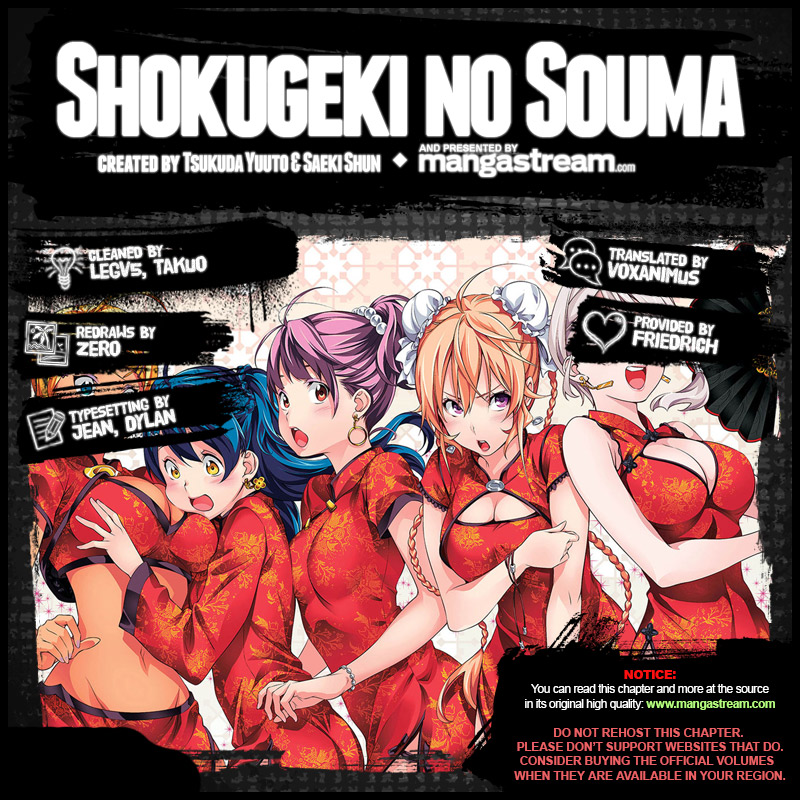 SHOKUGEKI NO SOUMA
CREATED BY TSUKUDA YUUTO & SAEKI SHUN ◆ AND PRESENTED BY
mangastream.com
CLEANED BY
LEGV5, TAKUO
REDRAWS BY
ZERO
TYPESETTING BY
JEAN, DYLAN
TRANSLATED BY
VOXANIMUS
PROVIDED BY
FRIEDRICH
NOTICE:
You can read this chapter and more at the source
in its original high quality: www.mangastream.com
DO NOT REHOST THIS CHAPTER.
PLEASE DON'T SUPPORT WEBSITES THAT DO.
CONSIDER BUYING THE OFFICIAL VOLUMES
WHEN THEY ARE AVAILABLE IN YOUR REGION.